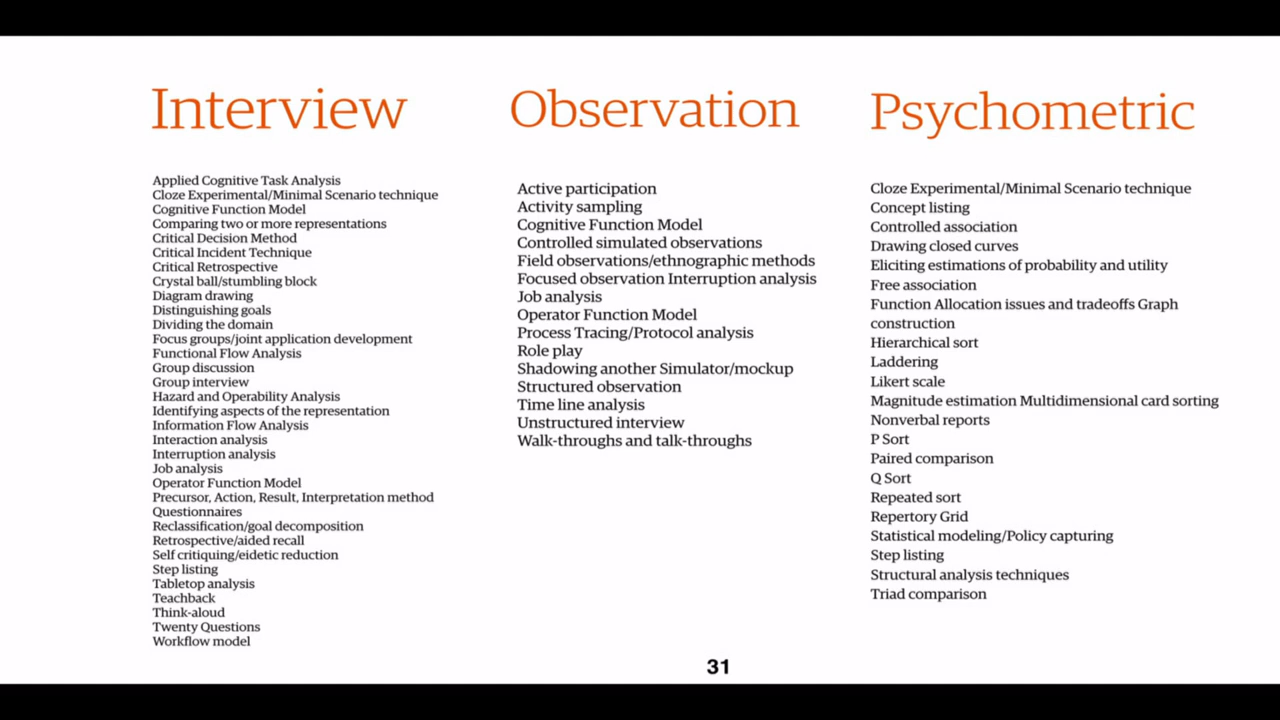 Interview
Applied Cognitive Task Analysis
Cloze Experimental/Minimal Scenario technique
Cognitive Function Model
Comparing two or more representations
Critical Decision Method
Critical Incident Technique
Critical Retrospective
Crystal ball/stumbling block
Diagram drawing
Distinguishing goals
Dividing the domain
Focus groups/joint application development
Functional Flow Analysis
Group discussion
Group interview
Hazard and Operability Analysis
Identifying aspects of the representation
Information Flow Analysis
Interaction analysis
Interruption analysis
Job analysis
Operator Function Model
Precursor, Action, Result, Interpretation method
Questionnaires
Reclassification/goal decomposition
Retrospective/aided recall
Self critiquing/eidetic reduction
Step listing
Tabletop analysis
Teachback
Think-aloud
Twenty Questions
Workflow model
Observation
Active participation
Activity sampling
Cognitive Function Model
Controlled simulated observations
Field observations/ethnographic methods
Focused observation Interruption analysis
Job analysis
Operator Function Model
Process Tracing/Protocol analysis
Role play
Shadowing another Simulator/mockup
Structured observation
Time line analysis
Unstructured interview
Walk-throughs and talk-throughs
Psychometric
Cloze Experimental/Minimal Scenario technique
Concept listing
Controlled association
Drawing closed curves
Eliciting estimations of probability and utility
Free association
Function Allocation issues and tradeoffs Graph
construction
Hierarchical sort
Laddering
Likert scale
Magnitude estimation Multidimensional card sorting
Nonverbal reports
P Sort
Paired comparison
Q Sort
Repeated sort
Repertory Grid
Statistical modeling/Policy capturing
Step listing
Structural analysis techniques
Triad comparison
31